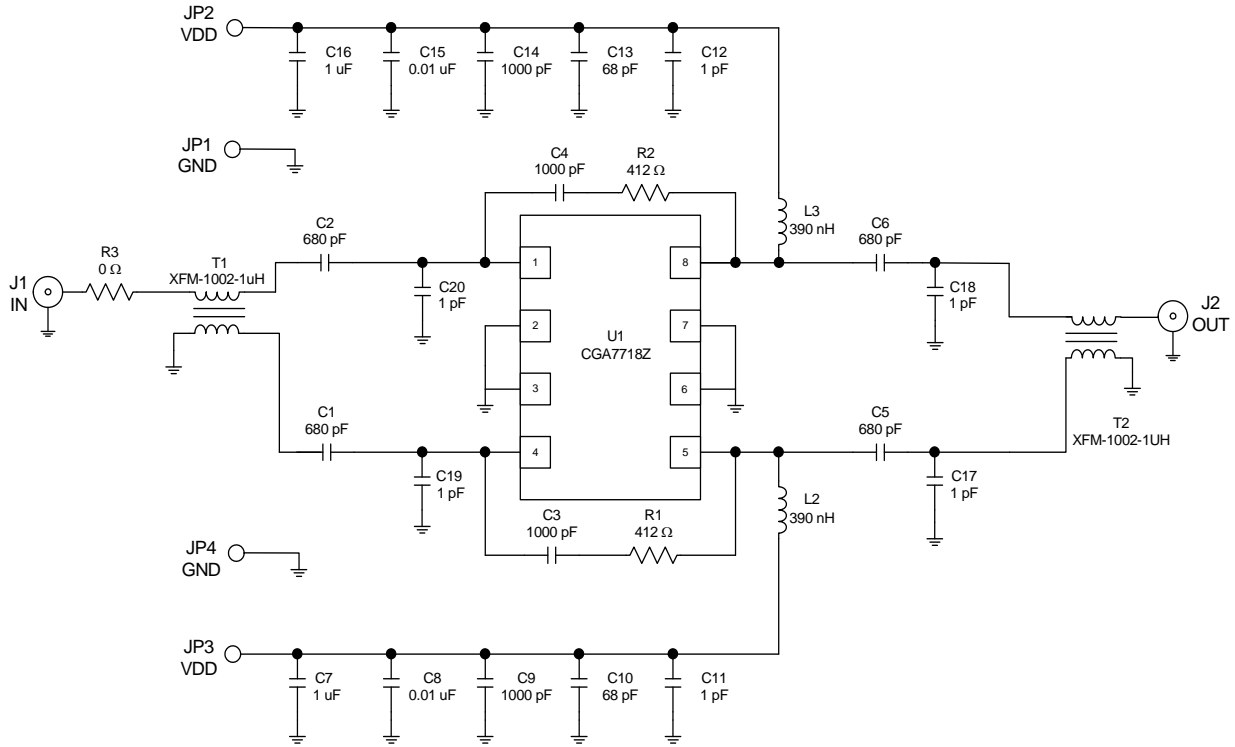 JP2
VDD
C16
1 uF
C15
0.01 uF
C14
1000 pF
C13
68 pF
C12
1 pF
JP1
GND
C4
1000 pF
R2
412 Ω
L3
390 nH
C2
680 pF
C6
680 pF
J1
IN
R3
0 Ω
T1
XFM-1002-1uH
1
8
C20
1 pF
C18
1 pF
J2
OUT
2
7
U1
CGA7718Z
3
6
C1
680 pF
C5
680 pF
T2
XFM-1002-1UH
4
5
C19
1 pF
C17
1 pF
L2
390 nH
C3
1000 pF
R1
412 Ω
JP4
GND
JP3
VDD
C7
1 uF
C8
0.01 uF
C9
1000 pF
C10
68 pF
C11
1 pF